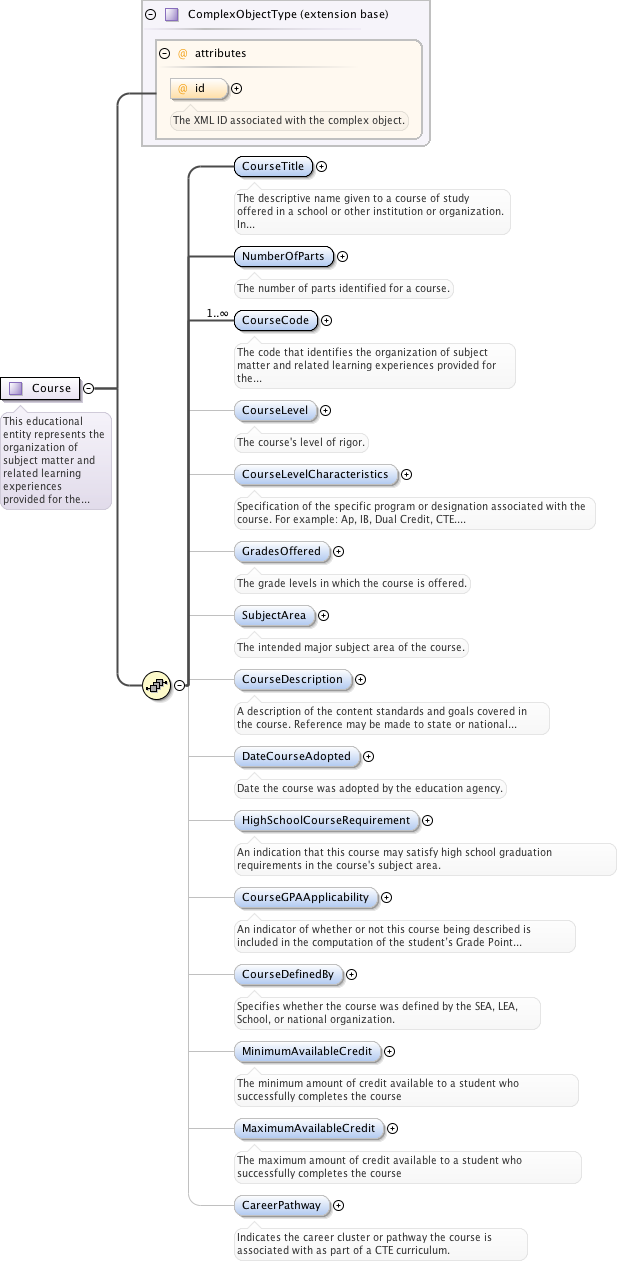 ComplexObjectType (extension base)
@ attributes
@ id
The XML ID associated with the complex object.
CourseTitle
The descriptive name given to a course of study
offered in a school or other institution or organization.
In...
NumberOfParts
The number of parts identified for a course.
1..∞
CourseCode
The code that identifies the organization of subject
matter and related learning experiences provided for
the...
Course
This educational
entity represents the
organization of
subject matter and
related learning
experiences
provided for the...
CourseLevel
The course's level of rigor.
CourseLevelCharacteristics
Specification of the specific program or designation associated with the
course. For example: Ap, IB, Dual Credit, CTE....
GradesOffered
The grade levels in which the course is offered.
SubjectArea
The intended major subject area of the course.
CourseDescription
A description of the content standards and goals covered in
the course. Reference may be made to state or national...
DateCourseAdopted
Date the course was adopted by the education agency.
HighSchoolCourseRequirement
An indication that this course may satisfy high school graduation
requirements in the course's subject area.
CourseGPAApplicability
An indicator of whether or not this course being described is
included in the computation of the student's Grade Point...
CourseDefinedBy
Specifies whether the course was defined by the SEA, LEA,
School, or national organization.
MinimumAvailableCredit
The minimum amount of credit available to a student who
successfully completes the course
MaximumAvailableCredit
The maximum amount of credit available to a student who
successfully completes the course
CareerPathway
Indicates the career cluster or pathway the course is
associated with as part of a CTE curriculum.